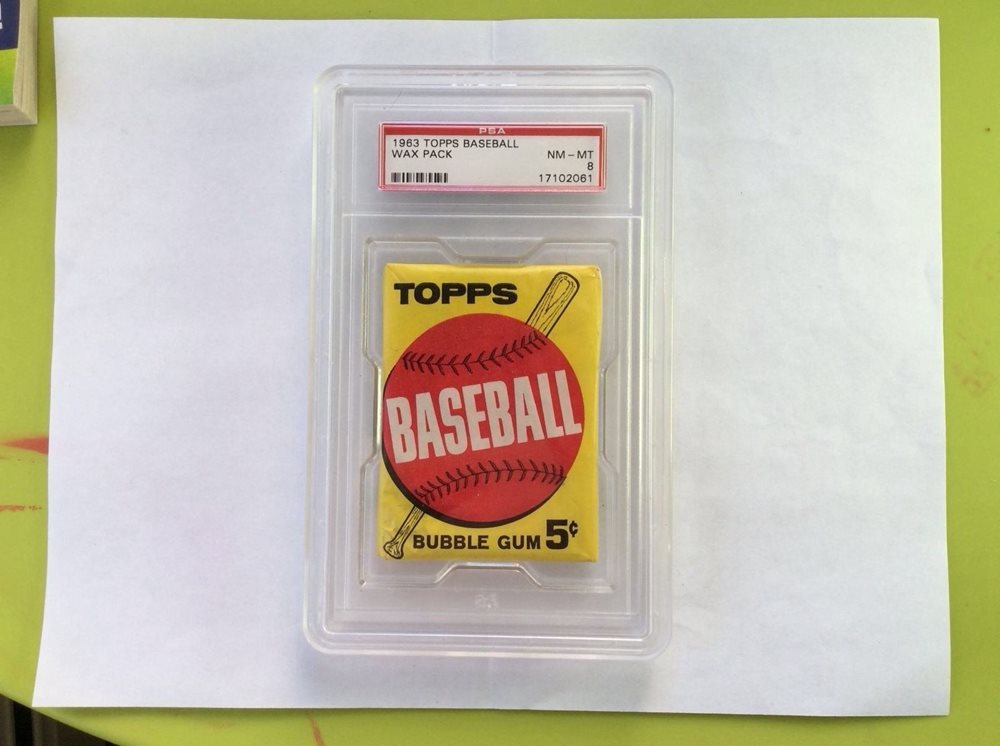 PSA
1963 TOPPS BASEBALL
WAX PACK NM-MT
8
17102061
TOPPS
BASEBALL
BUBBLE GUM 5¢